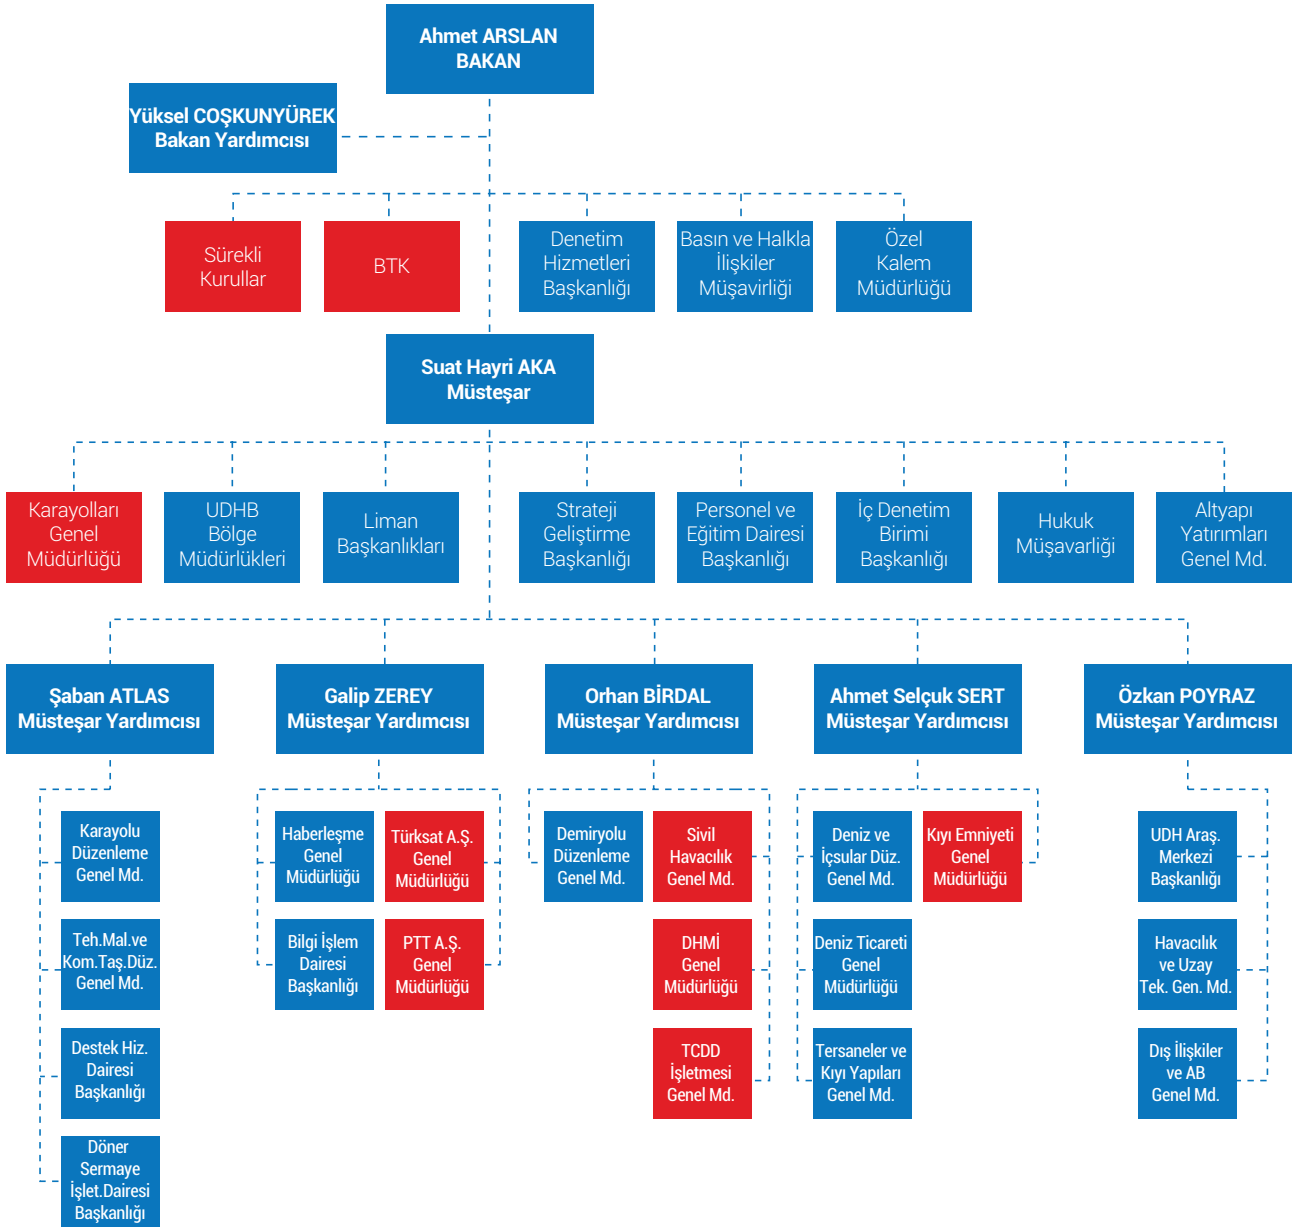 Ahmet ARSLAN
BAKAN
Yüksel COŞKUNYÜREK
Bakan Yardımcısı
Sürekli
Kurullar
BTK
Denetim
Hizmetleri
Başkanlığı
Basın ve Halkla
İlişkiler
Müşavirliği
Özel
Kalem
Müdürlüğü
Suat Hayri AKA
Müsteşar
Karayolları
Genel
Müdürlüğü
UDHB
Bölge
Müdürlükleri
Liman
Başkanlıkları
Strateji
Geliştirme
Başkanlığı
Personel ve
Eğitim Dairesi
Başkanlığı
İç Denetim
Birimi
Başkanlığı
Hukuk
Müşavarliği
Altyapı
Yatırımları
Genel Md.
Şaban ATLAS
Müsteşar Yardımcısı
Galip ZEREY
Müsteşar Yardımcısı
Orhan BİRDAL
Müsteşar Yardımcısı
Ahmet Selçuk SERT
Müsteşar Yardımcısı
Özkan POYRAZ
Müsteşar Yardımcısı
Karayolu
Düzenleme
Genel Md.
Teh.Mal.ve
Kom.Taş.Düz.
Genel Md.
Destek Hiz.
Dairesi
Başkanlığı
Döner
Sermaye
İşlet.Dairesi
Başkanlığı
Haberleşme
Genel
Müdürlüğü
Bilgi İşlem
Dairesi
Başkanlığı
Türksat A.Ş.
Genel
Müdürlüğü
PTT A.Ş.
Genel
Müdürlüğü
Demiryolu
Düzenleme
Genel Md.
Sivil
Havacılık
Genel Md.
DHMİ
Genel
Müdürlüğü
TCDD
İşletmesi
Genel Md.
Deniz ve
İçsular Düz.
Genel Md.
Deniz Ticareti
Genel
Müdürlüğü
Tersaneler ve
Kıyı Yapıları
Genel Md.
Kıyı Emniyeti
Genel
Müdürlüğü
UDH Araş.
Merkezi
Başkanlığı
Havacılık
ve Uzay
Tek. Gen. Md.
Dış İlişkiler
ve AB
Genel Md.